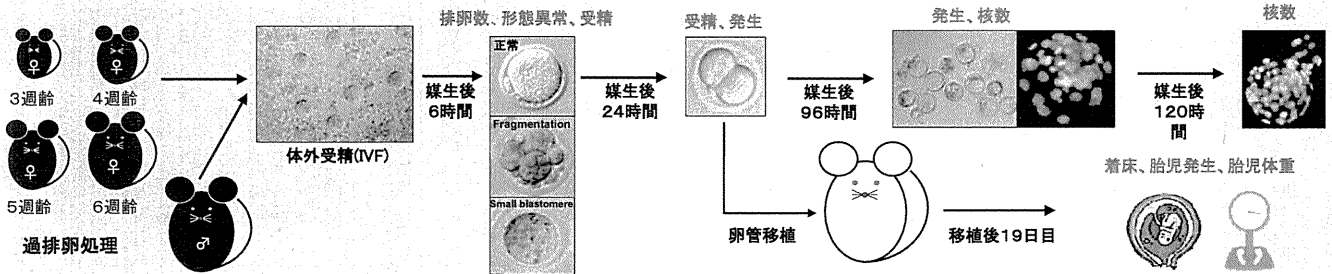 排卵数、形態異常、受精
受精、発生
発生、核数
核数
正常
♀
♀
3週齢
4週齢
媒生後
6時間
媒生後
24時間
媒生後
96時間
媒生後
120時
間
Fragmentation
体外受精(IVF)
♀
♀
着床、胎児発生、胎児体重
5週齢
6週齢
Small blastomere
過排卵処理
♂
卵管移植
移植後19日目